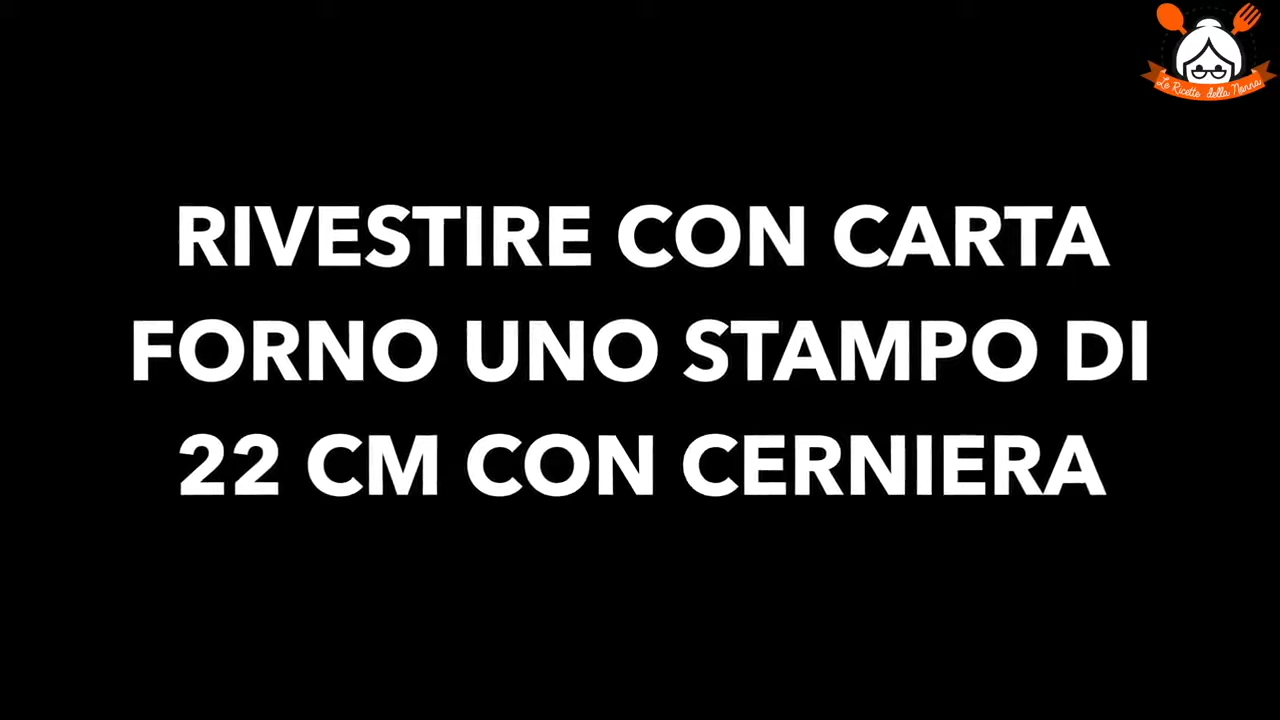 Le Ricette della Nonna
RIVESTIRE CON CARTA
FORNO UNO STAMPO DI
22 CM CON CERNIERA